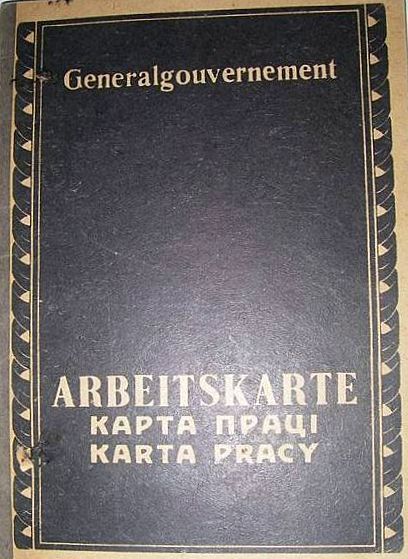 Generalgouvernement
ARBEITSKARTE
КАРТА ПРАЦІ
KARTA PRACY